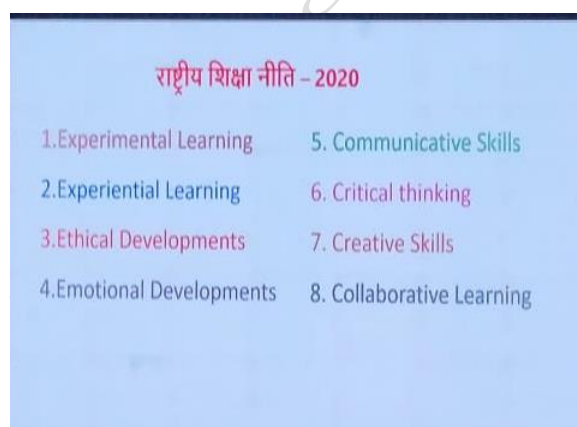 राष्ट्रीय शिक्षा नीति – 2020
1.Experimental Learning
2.Experiential Learning
3.Ethical Developments
4.Emotional Developments
5. Communicative Skills
6. Critical thinking
7. Creative Skills
8. Collaborative Learning